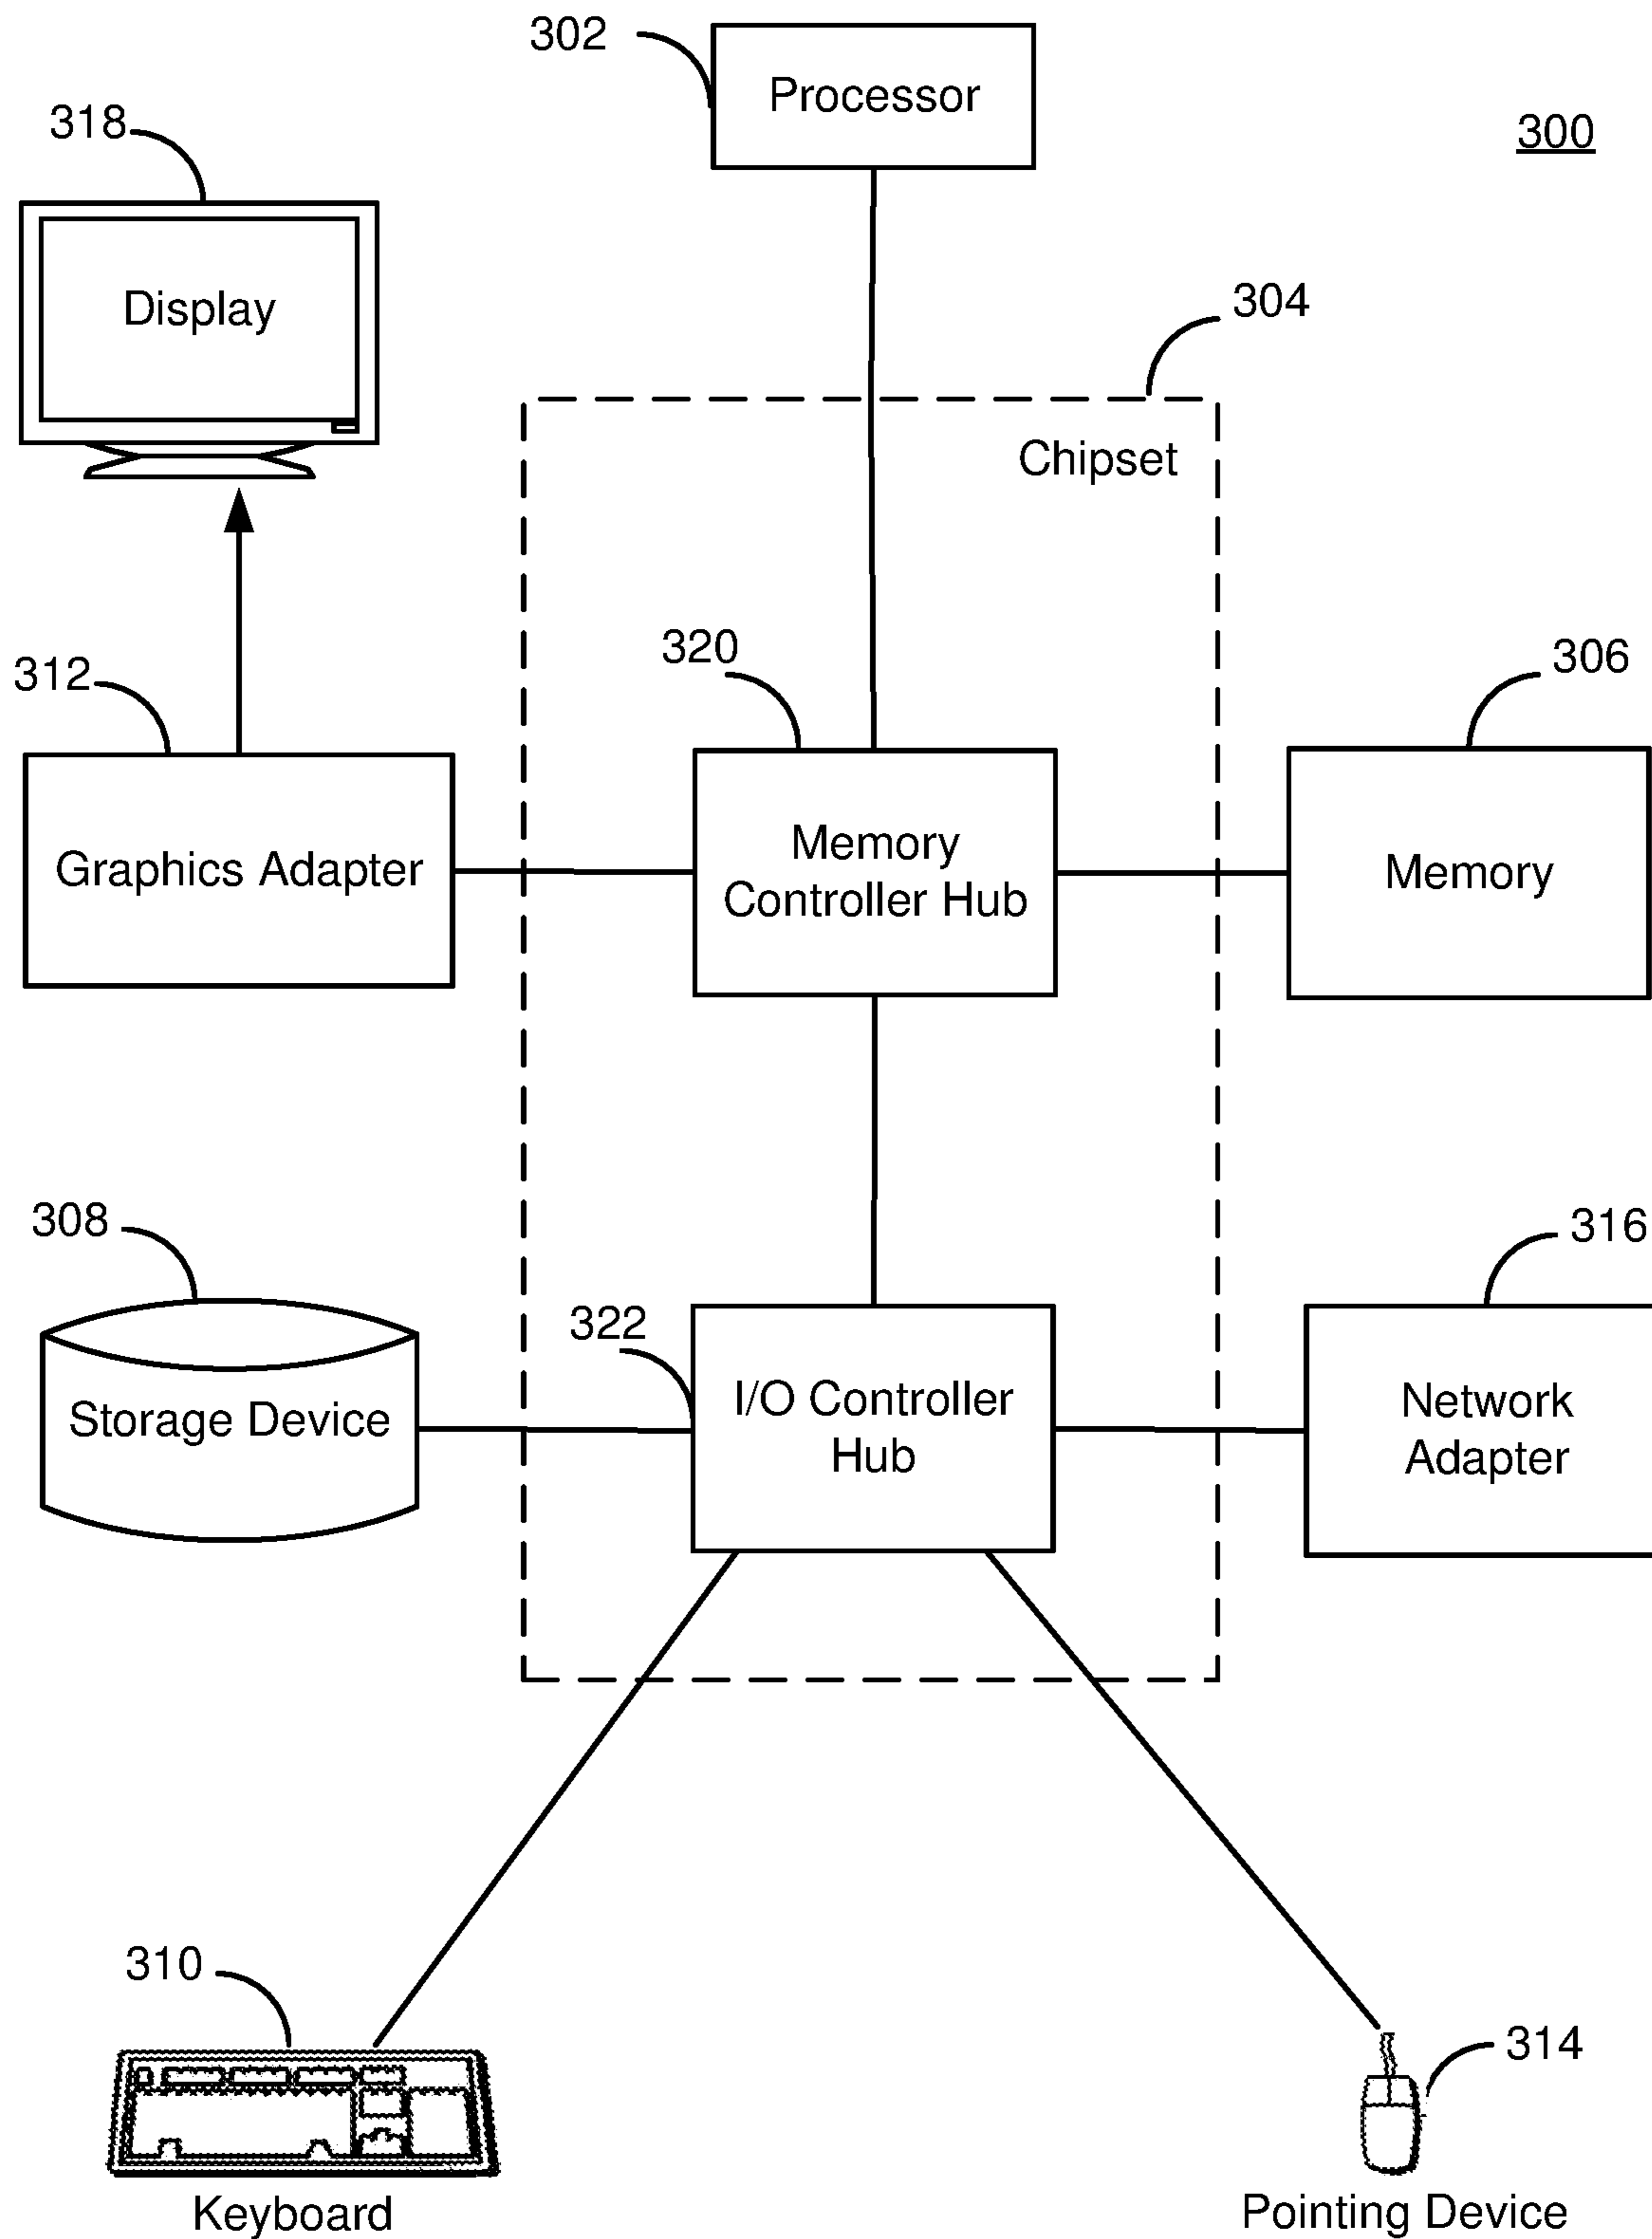 302
Processor
300
318
Display
304
Chipset
320
306
312
Memory
Controller Hub
Graphics Adapter
Memory
308
316
322
I/O Controller
Hub
Storage Device
Network
Adapter
310
314
Keyboard
Pointing Device